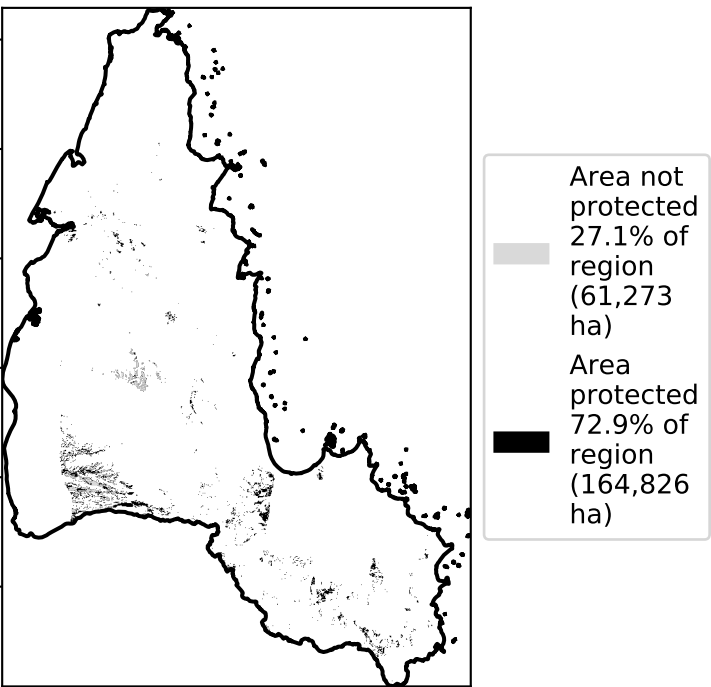 Area not
protected
27.1% of
region
(61,273
ha)
Area
protected
72.9% of
region
(164,826
ha)